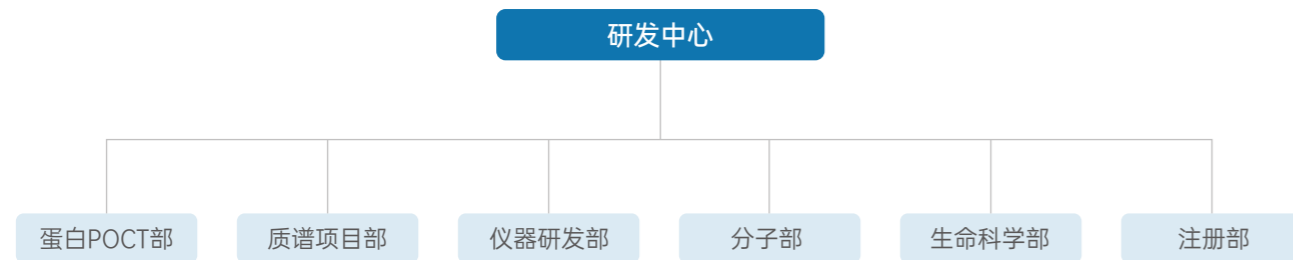 研发中心
蛋白POCT部
质谱项目部
仪器研发部
分子部
生命科学部
注册部